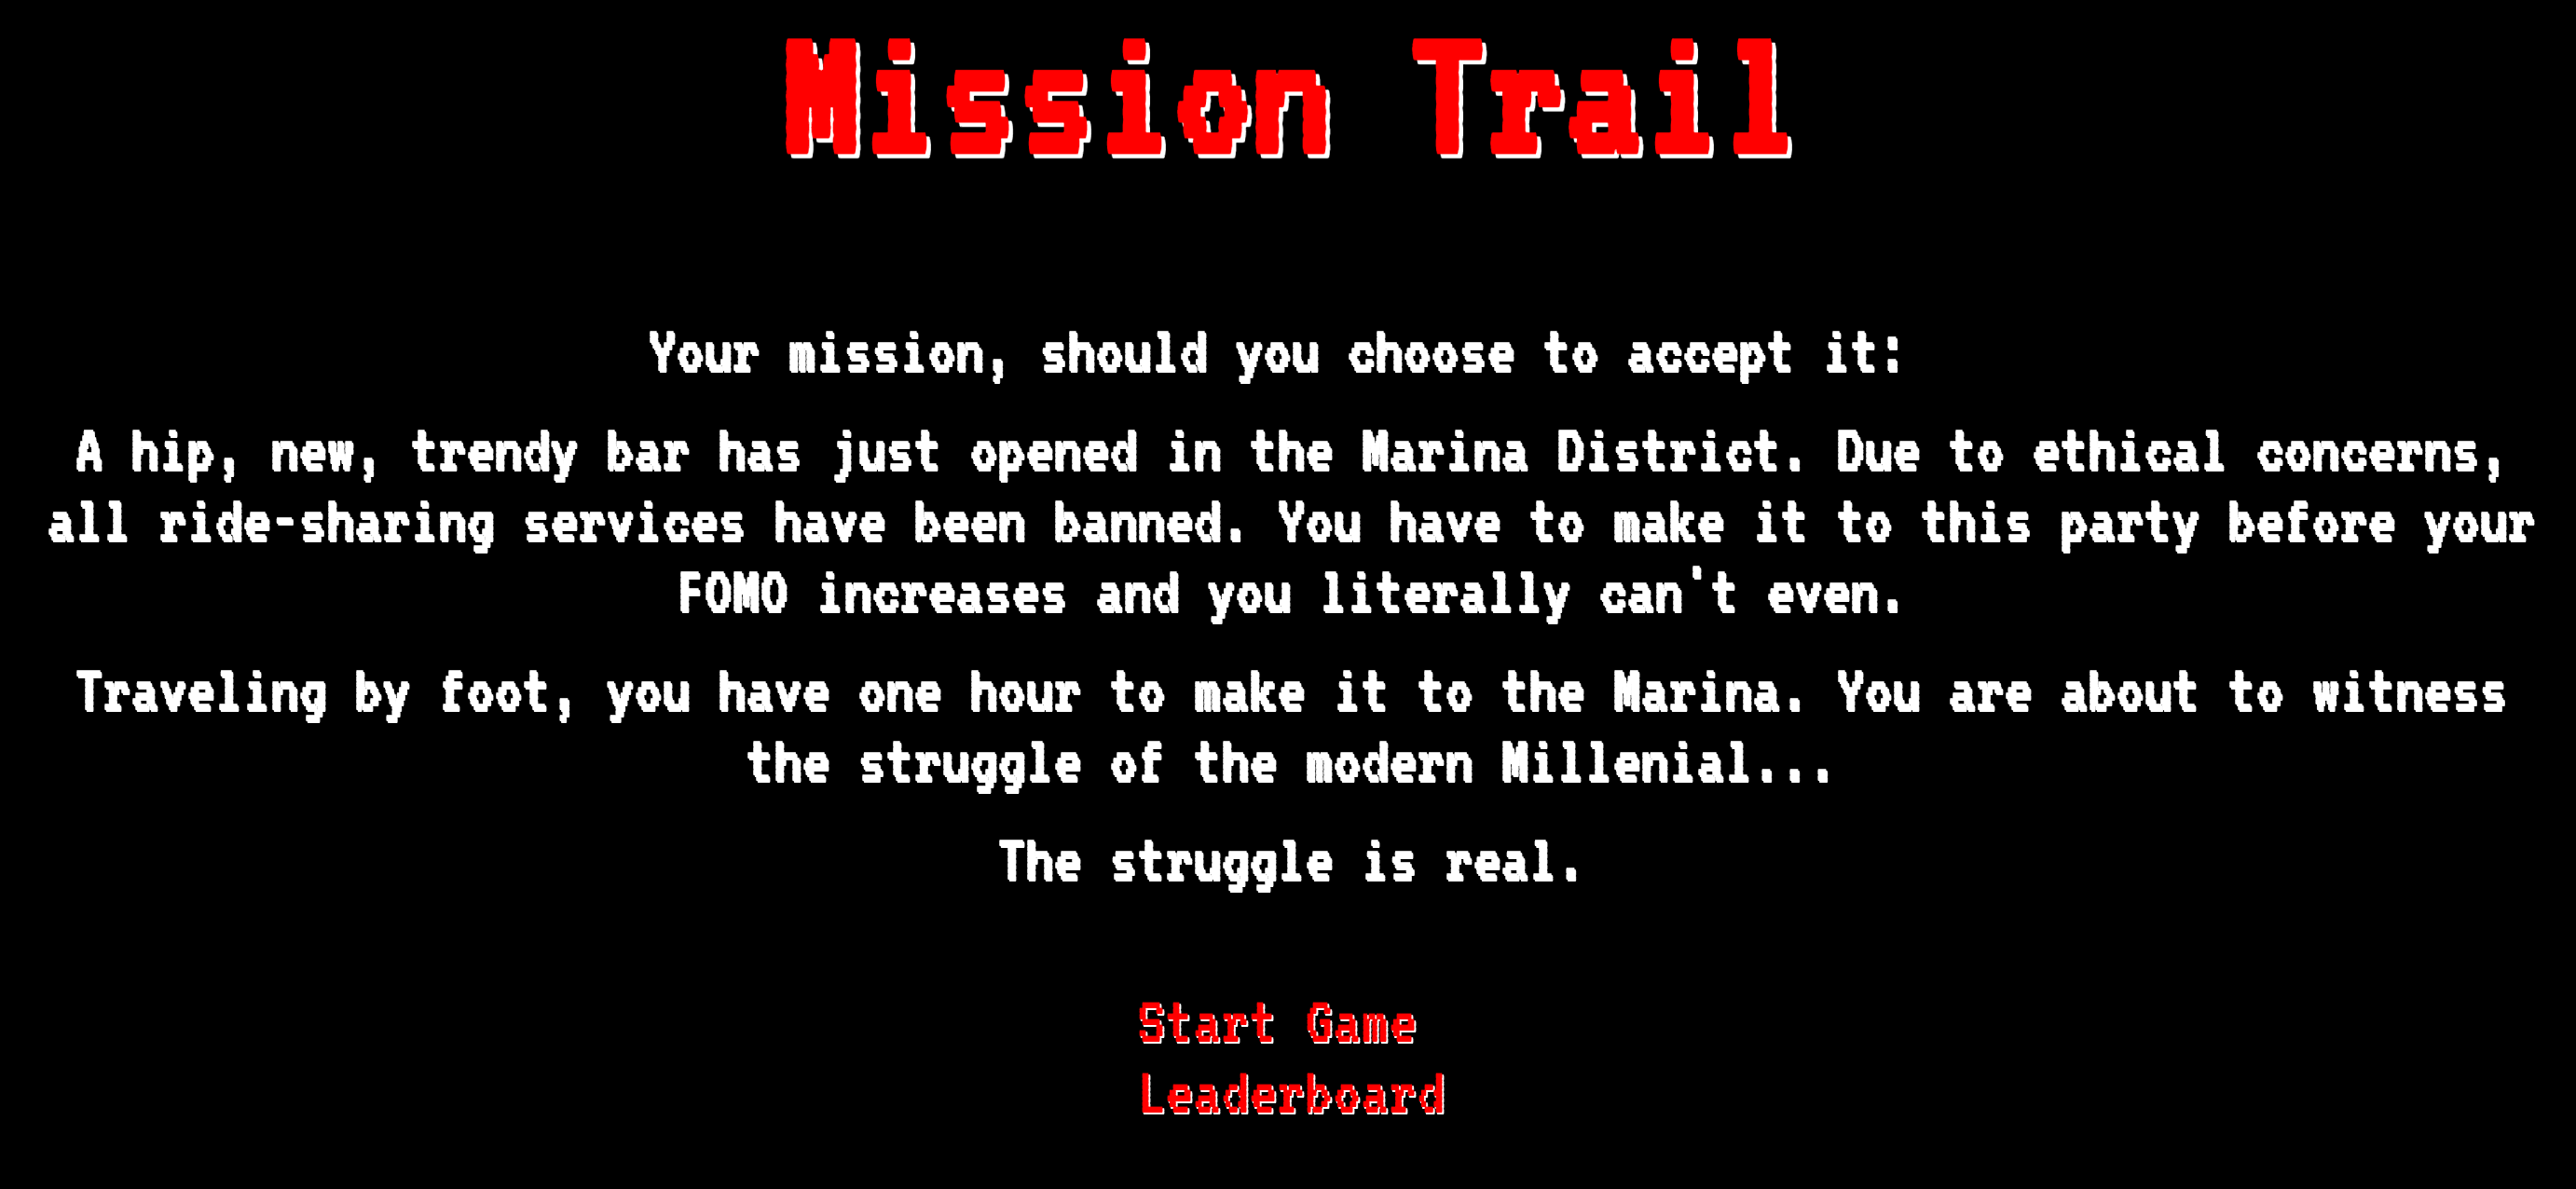 Mission Trail
Your mission, should you choose to accept it:
A hip, new, trendy bar has just opened in the Marina District. Due to ethical concerns,
all ride-sharing services have been banned. You have to make it to this party before your
FOMO increases and you literally can't even.
Traveling by foot, you have one hour to make it to the Marina. You are about to witness
the struggle of the modern Millenial...
The struggle is real.
Start Game
Leaderboard